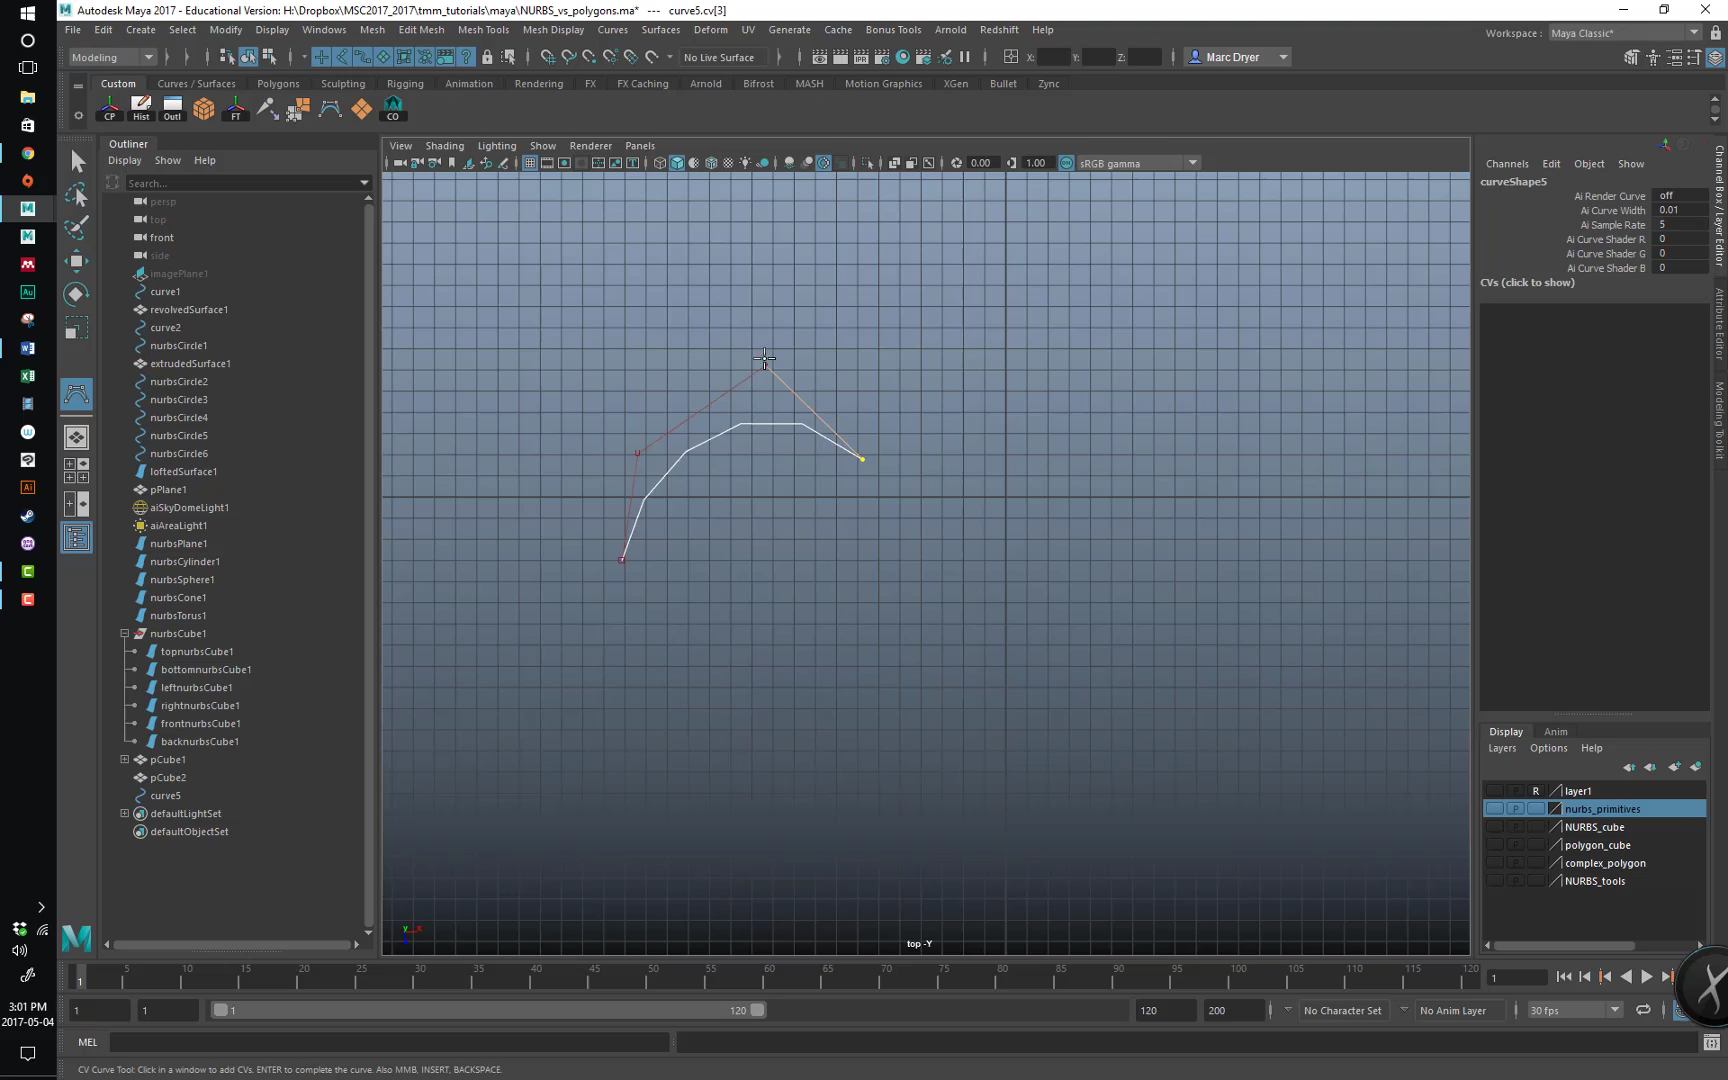 Autodesk Maya 2017 - Educational Version: H:\Dropbox\MSC2017_2017\tmm_tutorials\maya\NURBS_vs_polygons.ma*   ---   curve5.cv[3]
File Edit Create Select Modify Display Windows Mesh Edit Mesh Mesh Tools Mesh Display Curves Surfaces Deform UV Generate Cache Bonus Tools Arnold Redshift Help
Workspace : Maya Classic*
Modeling
No Live Surface
X: Y: Z:
Marc Dryer
Custom Curves / Surfaces Polygons Sculpting Rigging Animation Rendering FX FX Caching Arnold Bifrost MASH Motion Graphics XGen Bullet Zync
CP Hist Outl FT CO
Outliner
Display Show Help
Search...
persp
top
front
side
imagePlane1
curve1
revolvedSurface1
curve2
nurbsCircle1
extrudedSurface1
nurbsCircle2
nurbsCircle3
nurbsCircle4
nurbsCircle5
nurbsCircle6
loftedSurface1
pPlane1
aiSkyDomeLight1
aiAreaLight1
nurbsPlane1
nurbsCylinder1
nurbsSphere1
nurbsCone1
nurbsTorus1
nurbsCube1
topnurbsCube1
bottomnurbsCube1
leftnurbsCube1
rightnurbsCube1
frontnurbsCube1
backnurbsCube1
pCube1
pCube2
curve5
defaultLightSet
defaultObjectSet
View Shading Lighting Show Renderer Panels
0.00 1.00 sRGB gamma
top -Y
Channels Edit Object Show
curveShape5
Ai Render Curve off
Ai Curve Width 0.01
Ai Sample Rate 5
Ai Curve Shader R 0
Ai Curve Shader G 0
Ai Curve Shader B 0
CVs (click to show)
Channel Box / Layer Editor
Attribute Editor
Modeling Toolkit
Display Anim
Layers Options Help
R layer1
nurbs_primitives
NURBS_cube
polygon_cube
complex_polygon
NURBS_tools
1 5 10 15 20 25 30 35 40 45 50 55 60 65 70 75 80 85 90 95 100 105 110 115 120
1
1 1 1 120 120 200 No Character Set No Anim Layer 30 fps
MEL
CV Curve Tool: Click in a window to add CVs. ENTER to complete the curve. Also MMB, INSERT, BACKSPACE.
3:01 PM
2017-05-04